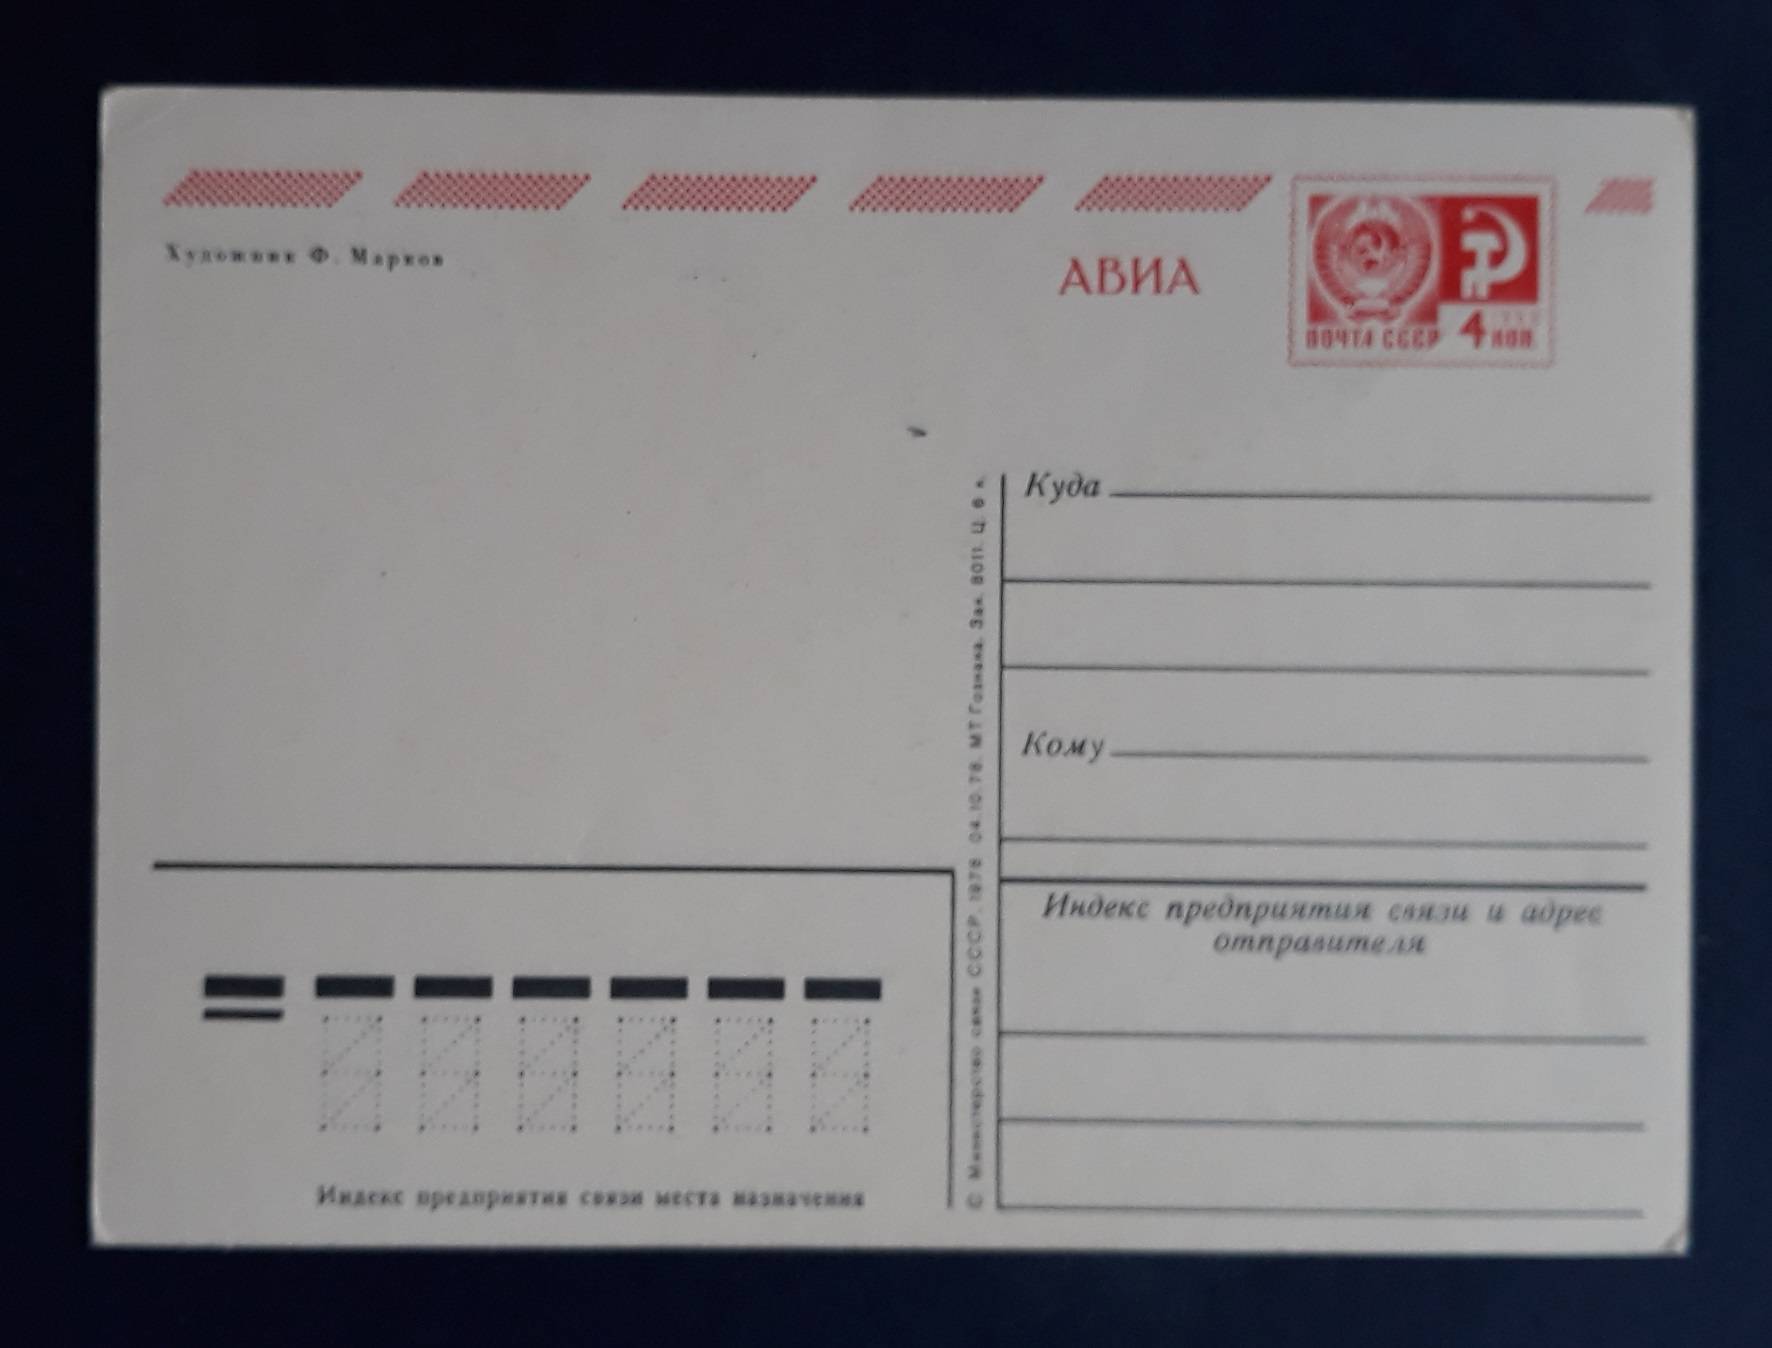 Художник Ф. Марков
АВИА
ПОЧТА СССР 4 КОП.
Куда
Кому
© Министерство связи СССР, 1978 04.10.78. МТ Гознака. Зак. 8011. Ц. 6 к.
Индекс предприятия связи и адрес
отправителя
Индекс предприятия связи места назначения